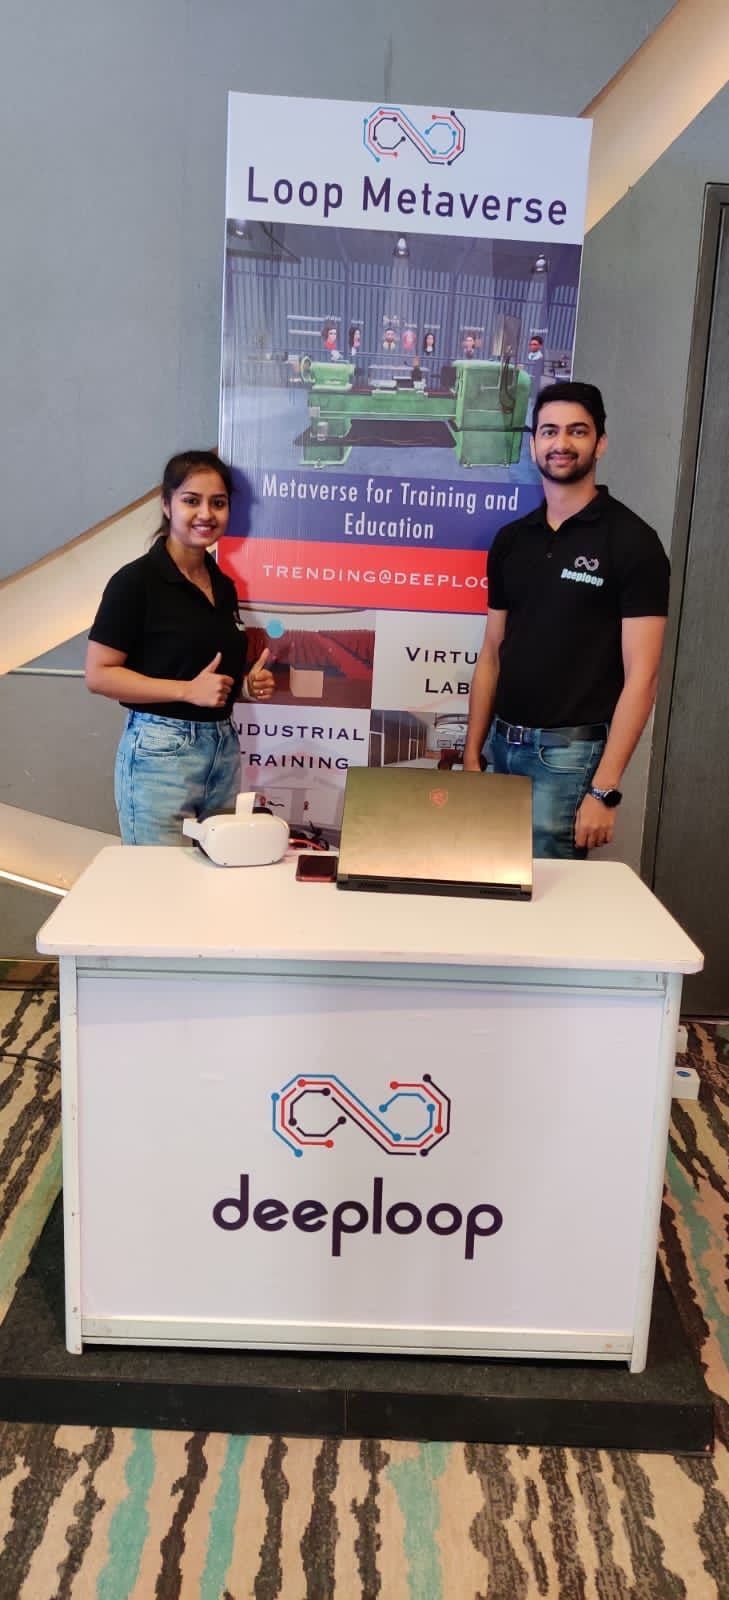 Loop Metaverse
Metaverse for Training and
Education
TRENDING@DEEPLOO
VIRTU
LAB
NDUSTRIAL
TRAINING
Deeploop
deeploop